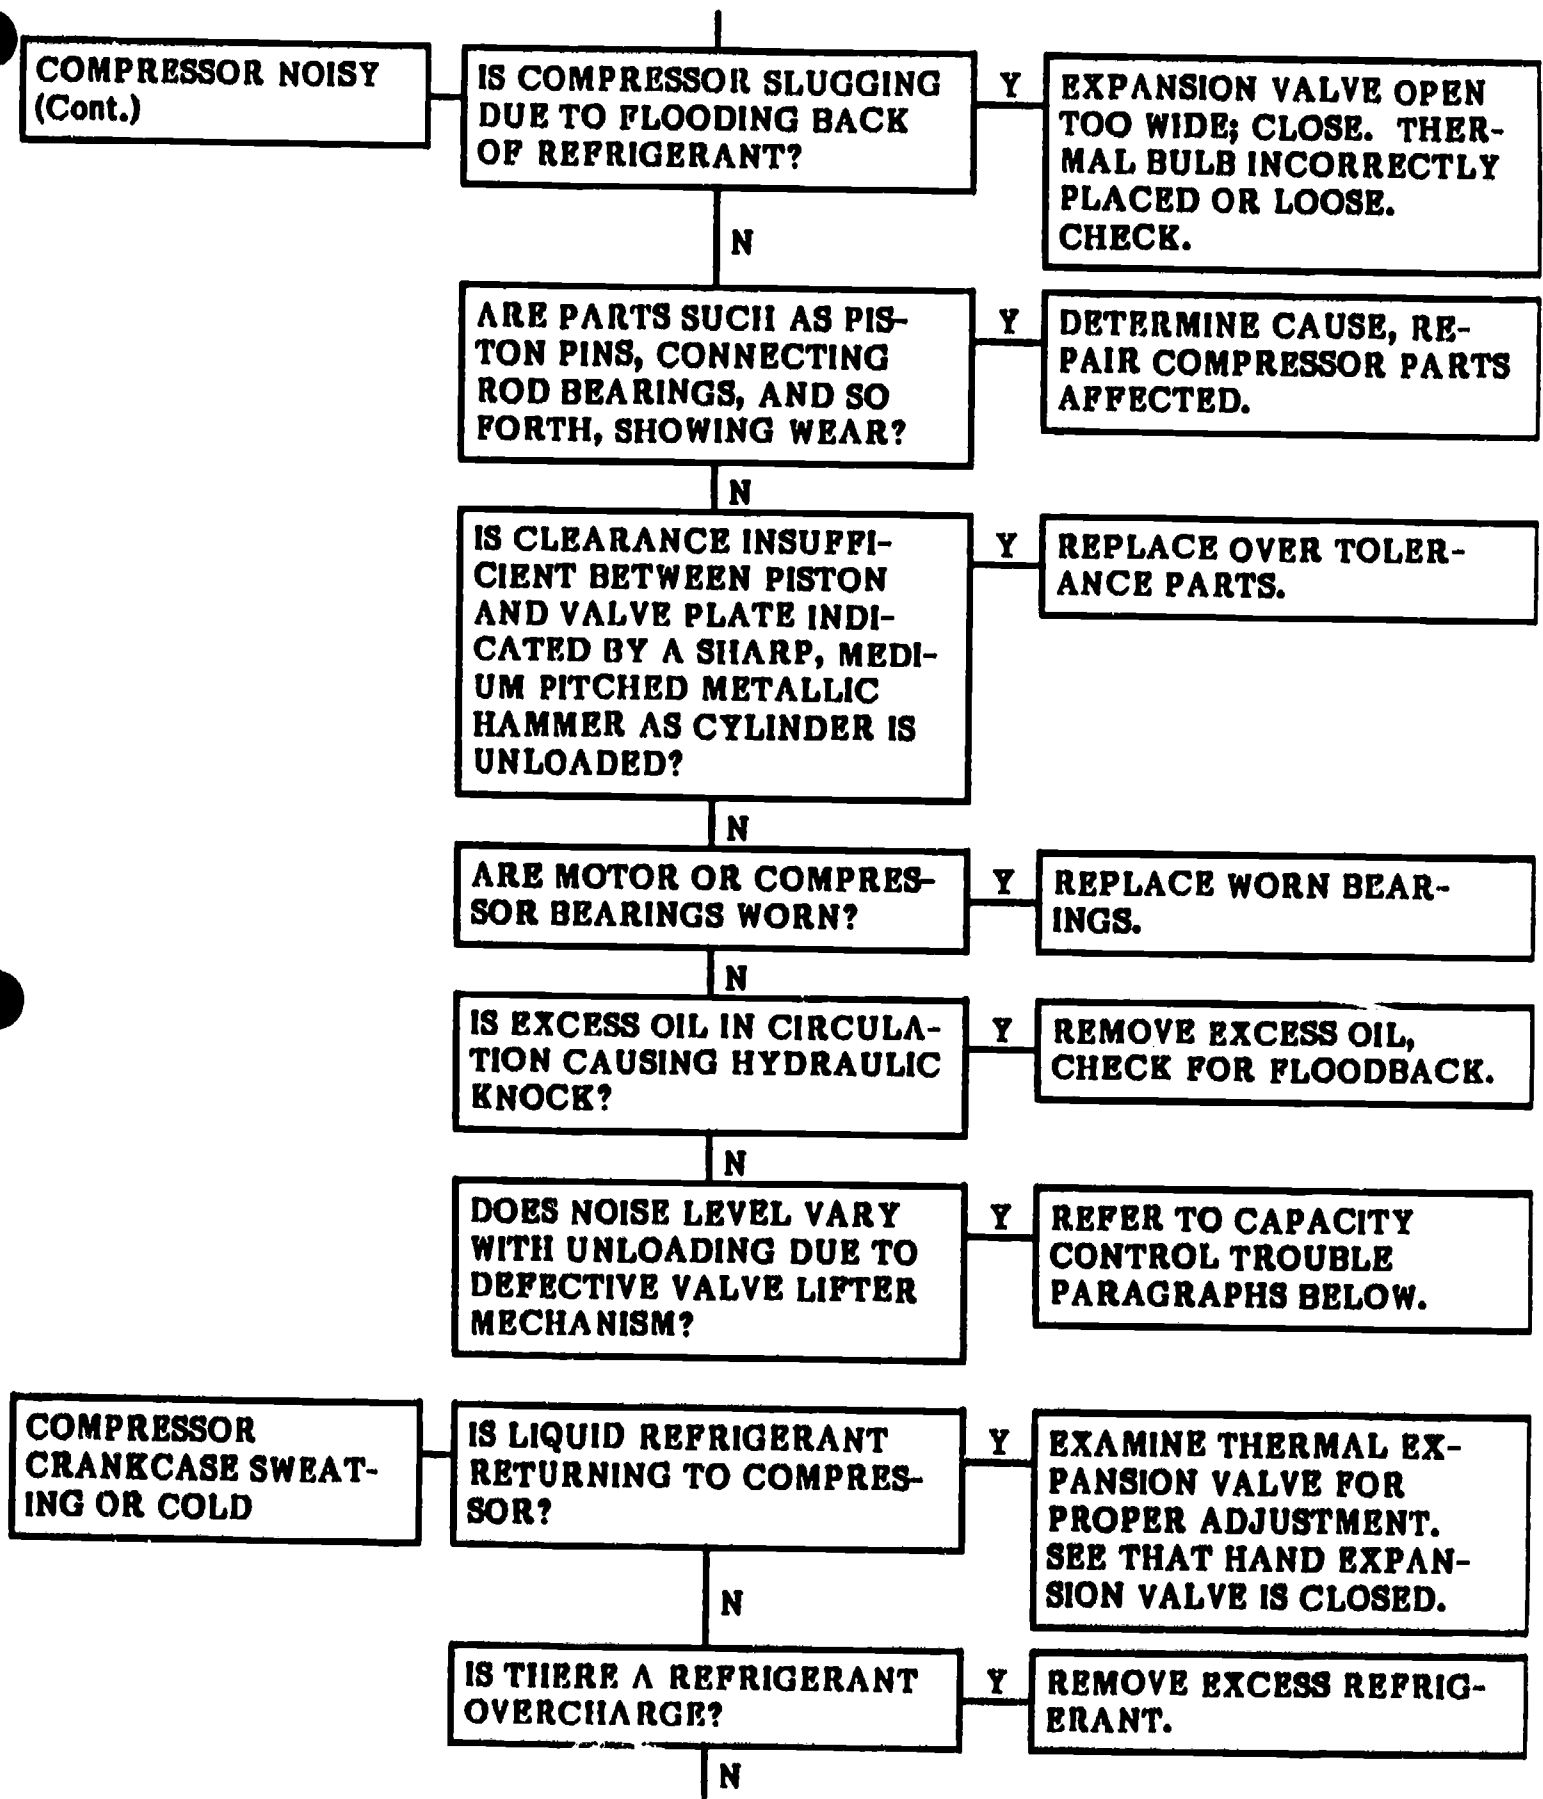 COMPRESSOR NOISY
(Cont.)
IS COMPRESSOR SLUGGING
DUE TO FLOODING BACK
OF REFRIGERANT?
Y
EXPANSION VALVE OPEN
TOO WIDE; CLOSE. THER-
MAL BULB INCORRECTLY
PLACED OR LOOSE.
CHECK.
N
ARE PARTS SUCH AS PIS-
TON PINS, CONNECTING
ROD BEARINGS, AND SO
FORTH, SHOWING WEAR?
Y
DETERMINE CAUSE, RE-
PAIR COMPRESSOR PARTS
AFFECTED.
N
IS CLEARANCE INSUFFI-
CIENT BETWEEN PISTON
AND VALVE PLATE INDI-
CATED BY A SHARP, MEDI-
UM PITCHED METALLIC
HAMMER AS CYLINDER IS
UNLOADED?
Y
REPLACE OVER TOLER-
ANCE PARTS.
N
ARE MOTOR OR COMPRES-
SOR BEARINGS WORN?
Y
REPLACE WORN BEAR-
INGS.
N
IS EXCESS OIL IN CIRCULA-
TION CAUSING HYDRAULIC
KNOCK?
Y
REMOVE EXCESS OIL,
CHECK FOR FLOODBACK.
N
DOES NOISE LEVEL VARY
WITH UNLOADING DUE TO
DEFECTIVE VALVE LIFTER
MECHANISM?
Y
REFER TO CAPACITY
CONTROL TROUBLE
PARAGRAPHS BELOW.
COMPRESSOR
CRANKCASE SWEAT-
ING OR COLD
IS LIQUID REFRIGERANT
RETURNING TO COMPRES-
SOR?
Y
EXAMINE THERMAL EX-
PANSION VALVE FOR
PROPER ADJUSTMENT.
SEE THAT HAND EXPAN-
SION VALVE IS CLOSED.
N
IS THERE A REFRIGERANT
OVERCHARGE?
Y
REMOVE EXCESS REFRIG-
ERANT.
N